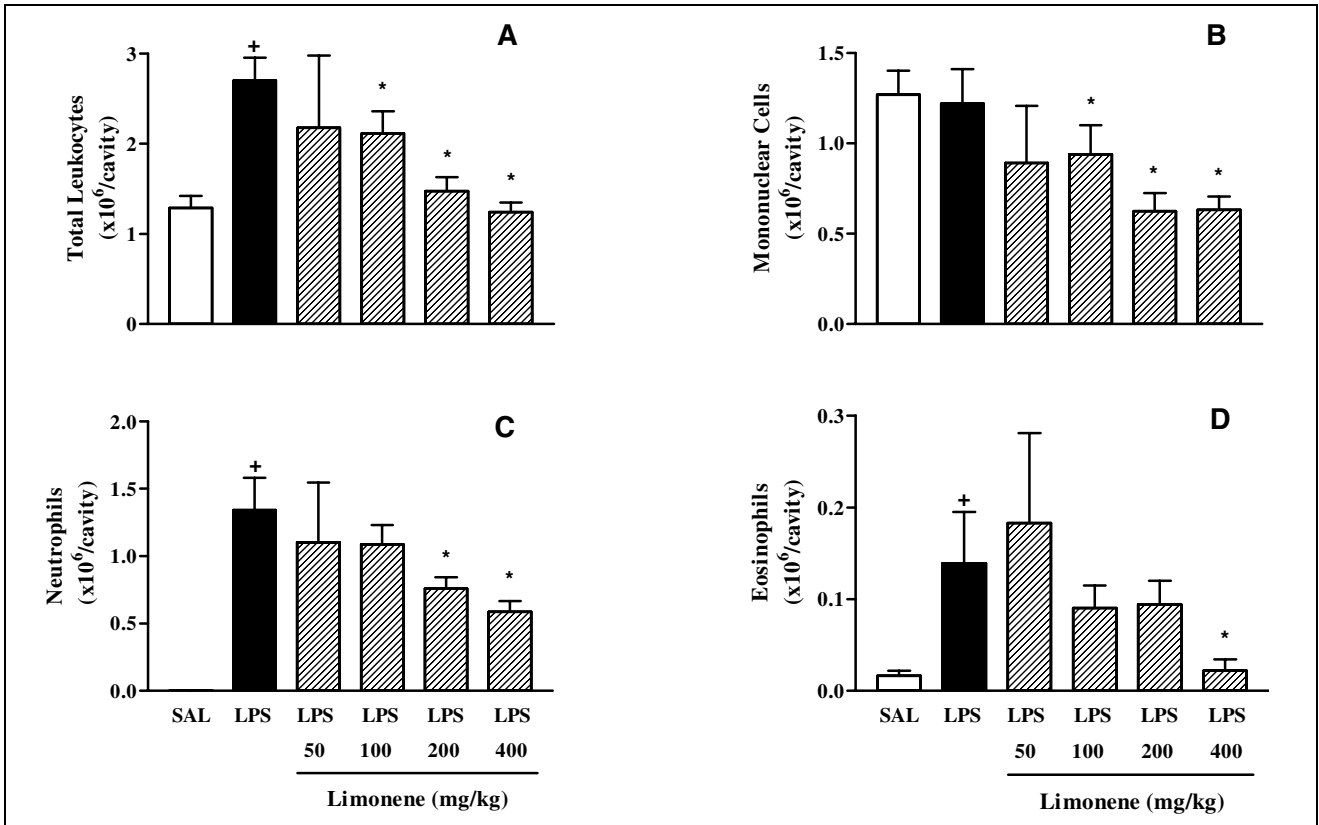 A
Total Leukocytes
(x10⁶/cavity)
3
2
1
0
+
*
*
*
B
Mononuclear Cells
(x10⁶/cavity)
1.5
1.0
0.5
0.0
*
*
*
C
Neutrophils
(x10⁶/cavity)
2.0
1.5
1.0
0.5
0.0
+
*
*
SAL LPS LPS LPS LPS LPS
50 100 200 400
Limonene (mg/kg)
D
Eosinophils
(x10⁶/cavity)
0.3
0.2
0.1
0.0
+
*
SAL LPS LPS LPS LPS LPS
50 100 200 400
Limonene (mg/kg)